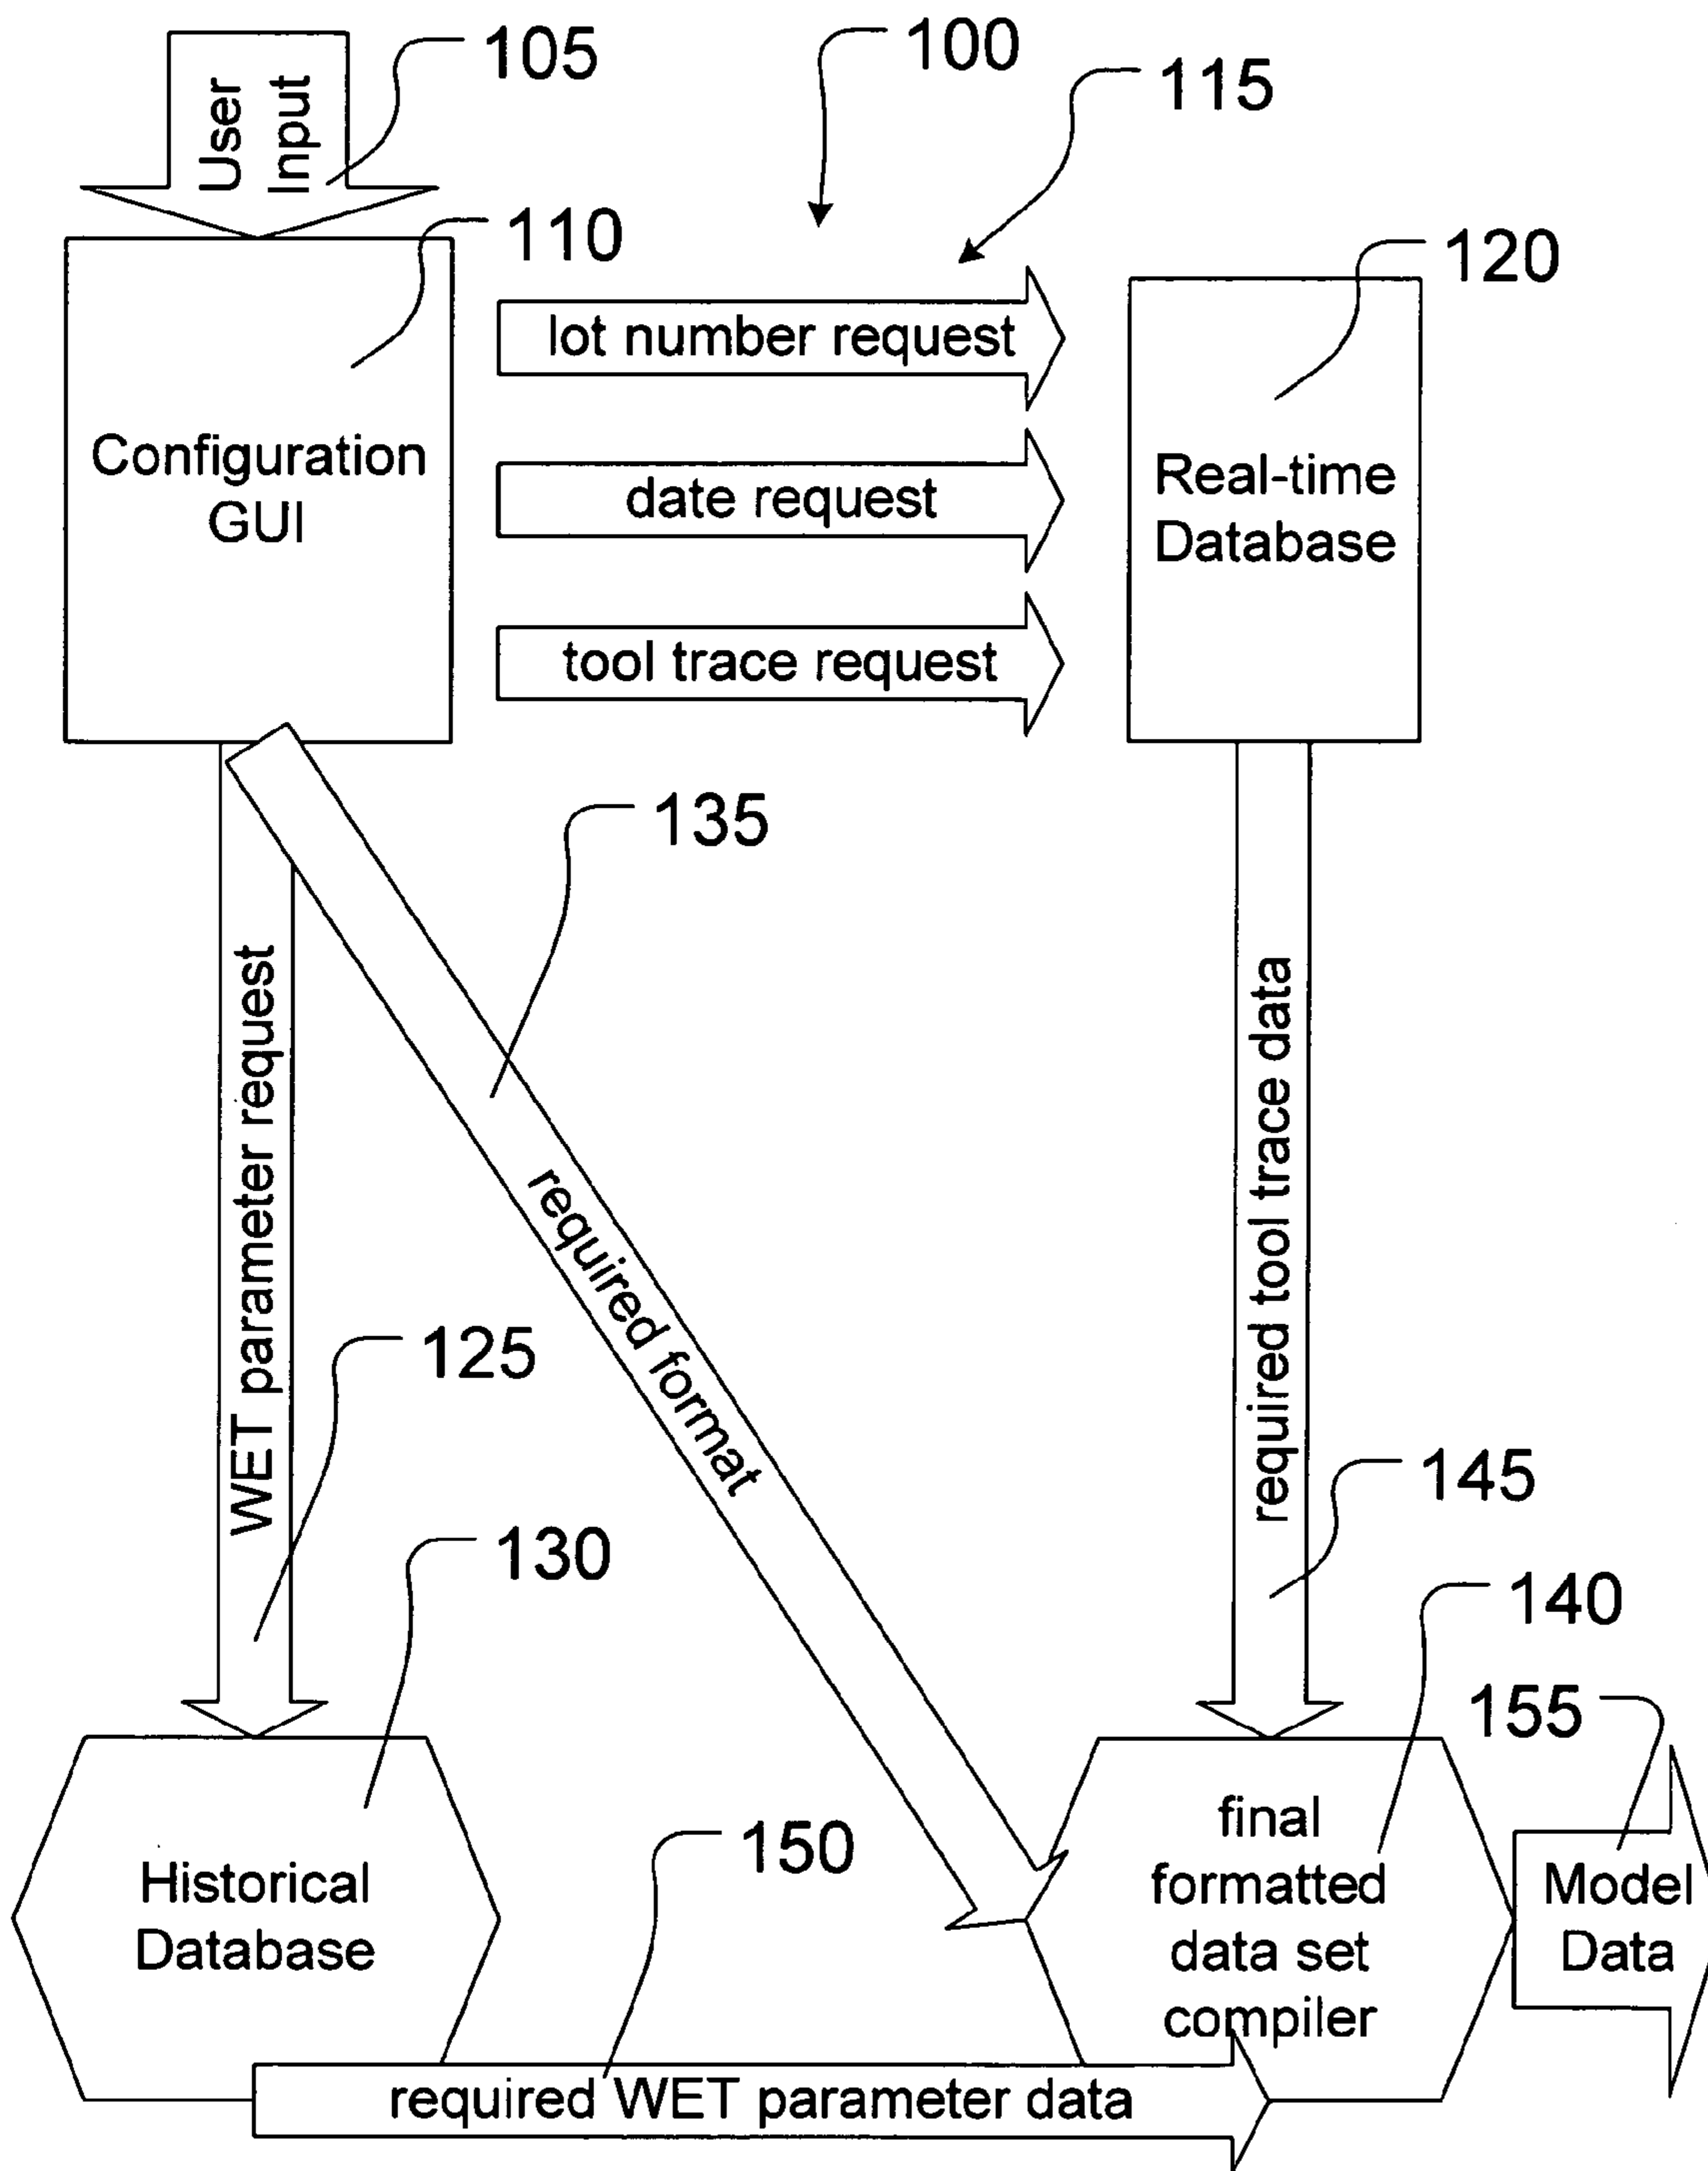 100
105
115
User
Input
110
120
lot number request
Configuration
GUI
date request
Real-time
Database
tool trace request
135
WET parameter request
required format
required tool trace data
125
145
130
140
155
150
Historical
Database
final
formatted
data set
compiler
Model
Data
required WET parameter data